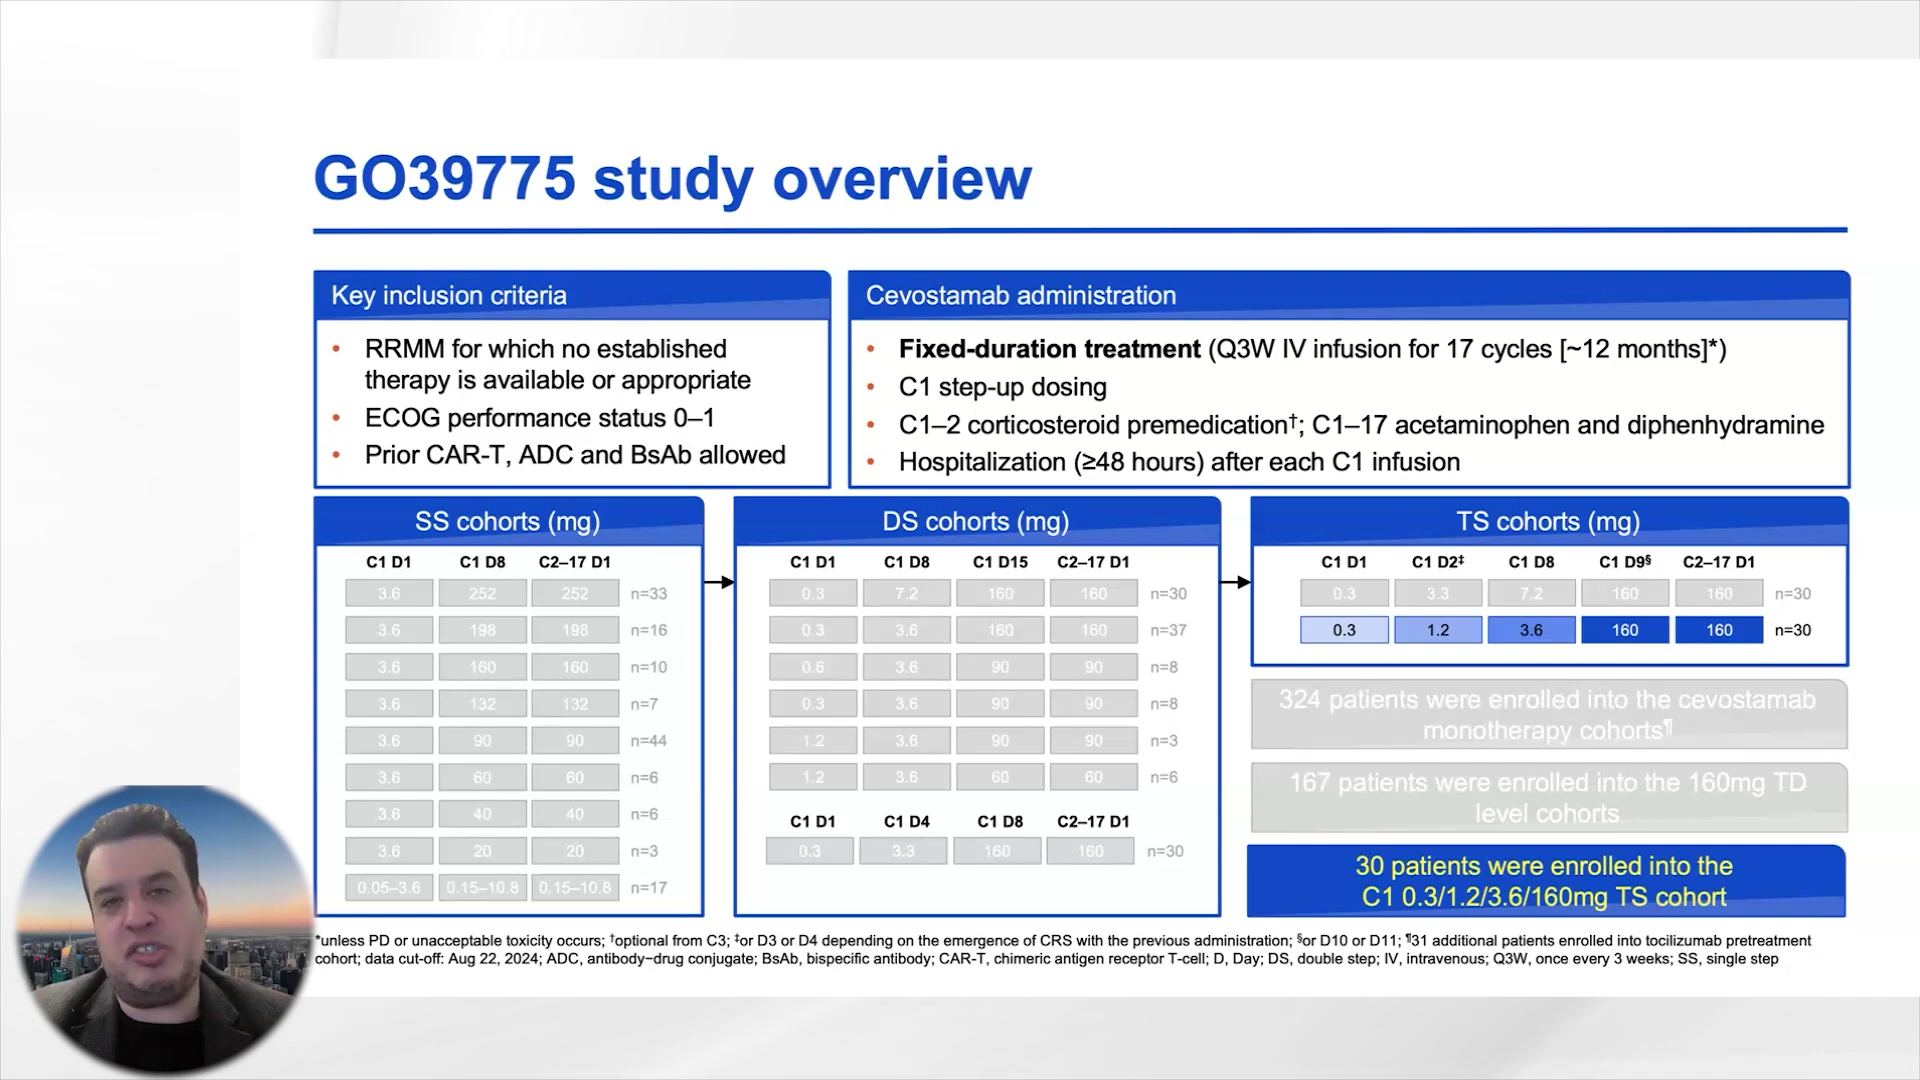 GO39775 study overview
Key inclusion criteria
• RRMM for which no established
therapy is available or appropriate
• ECOG performance status 0–1
• Prior CAR-T, ADC and BsAb allowed
Cevostamab administration
• Fixed-duration treatment (Q3W IV infusion for 17 cycles [~12 months]*)
• C1 step-up dosing
• C1–2 corticosteroid premedication†; C1–17 acetaminophen and diphenhydramine
• Hospitalization (≥48 hours) after each C1 infusion
SS cohorts (mg)
C1 D1 C1 D8 C2–17 D1
3.6 252 252 n=33
3.6 198 198 n=16
3.6 160 160 n=10
3.6 132 132 n=7
3.6 90 90 n=44
3.6 60 60 n=6
3.6 40 40 n=6
3.6 20 20 n=3
0.05–3.6 0.15–10.8 0.15–10.8 n=17
DS cohorts (mg)
C1 D1 C1 D8 C1 D15 C2–17 D1
0.3 7.2 160 160 n=30
0.3 3.6 160 160 n=37
0.6 3.6 90 90 n=8
0.3 3.6 90 90 n=8
1.2 3.6 90 90 n=3
1.2 3.6 60 60 n=6
C1 D1 C1 D4 C1 D8 C2–17 D1
0.3 3.3 160 160 n=30
TS cohorts (mg)
C1 D1 C1 D2‡ C1 D8 C1 D9§ C2–17 D1
0.3 3.3 7.2 160 160 n=30
0.3 1.2 3.6 160 160 n=30
324 patients were enrolled into the cevostamab
monotherapy cohorts¶
167 patients were enrolled into the 160mg TD
level cohorts
30 patients were enrolled into the
C1 0.3/1.2/3.6/160mg TS cohort
*unless PD or unacceptable toxicity occurs; †optional from C3; ‡or D3 or D4 depending on the emergence of CRS with the previous administration; §or D10 or D11; ¶31 additional patients enrolled into tocilizumab pretreatment
cohort; data cut-off: Aug 22, 2024; ADC, antibody–drug conjugate; BsAb, bispecific antibody; CAR-T, chimeric antigen receptor T-cell; D, Day; DS, double step; IV, intravenous; Q3W, once every 3 weeks; SS, single step